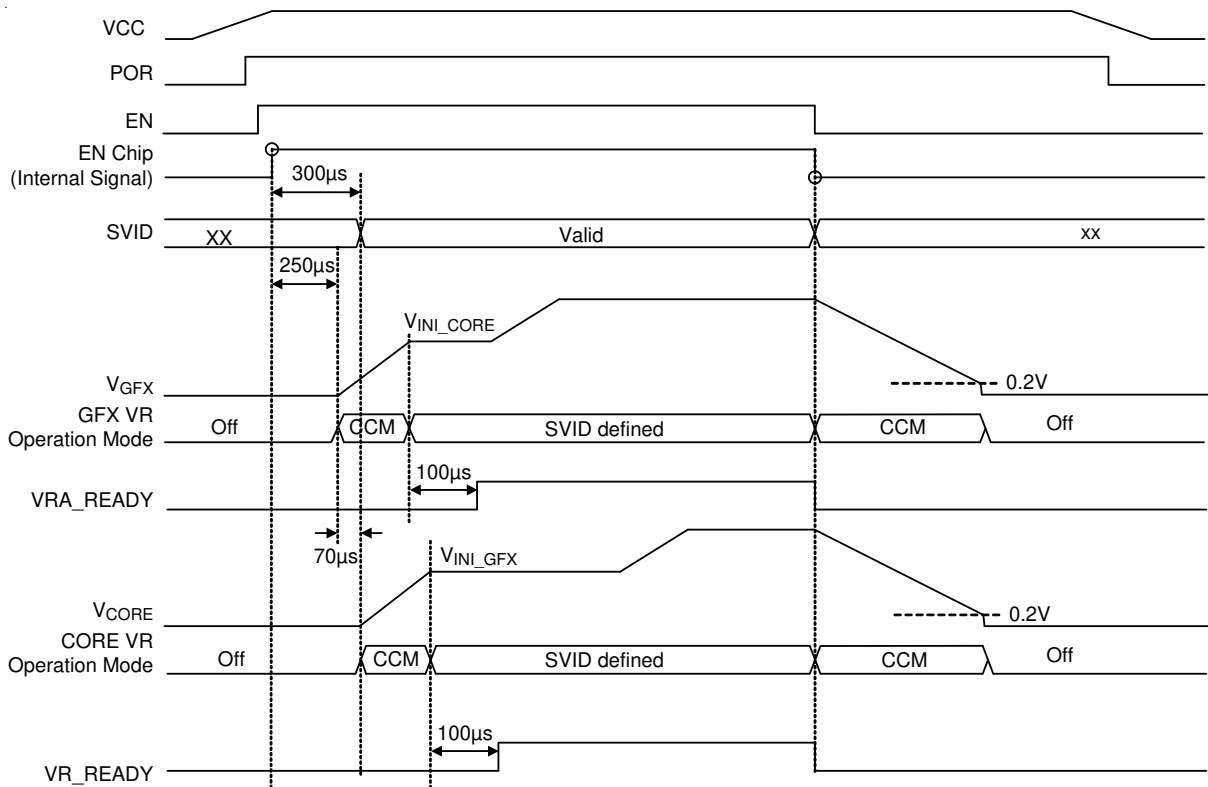 VCC
POR
EN
EN Chip
(Internal Signal)
300µs
SVID
XX
Valid
xx
250µs
VINI_CORE
VGFX
0.2V
GFX VR
Operation Mode
Off
CCM
SVID defined
CCM
Off
100µs
VRA_READY
70µs
VINI_GFX
VCORE
0.2V
CORE VR
Operation Mode
Off
CCM
SVID defined
CCM
Off
100µs
VR_READY